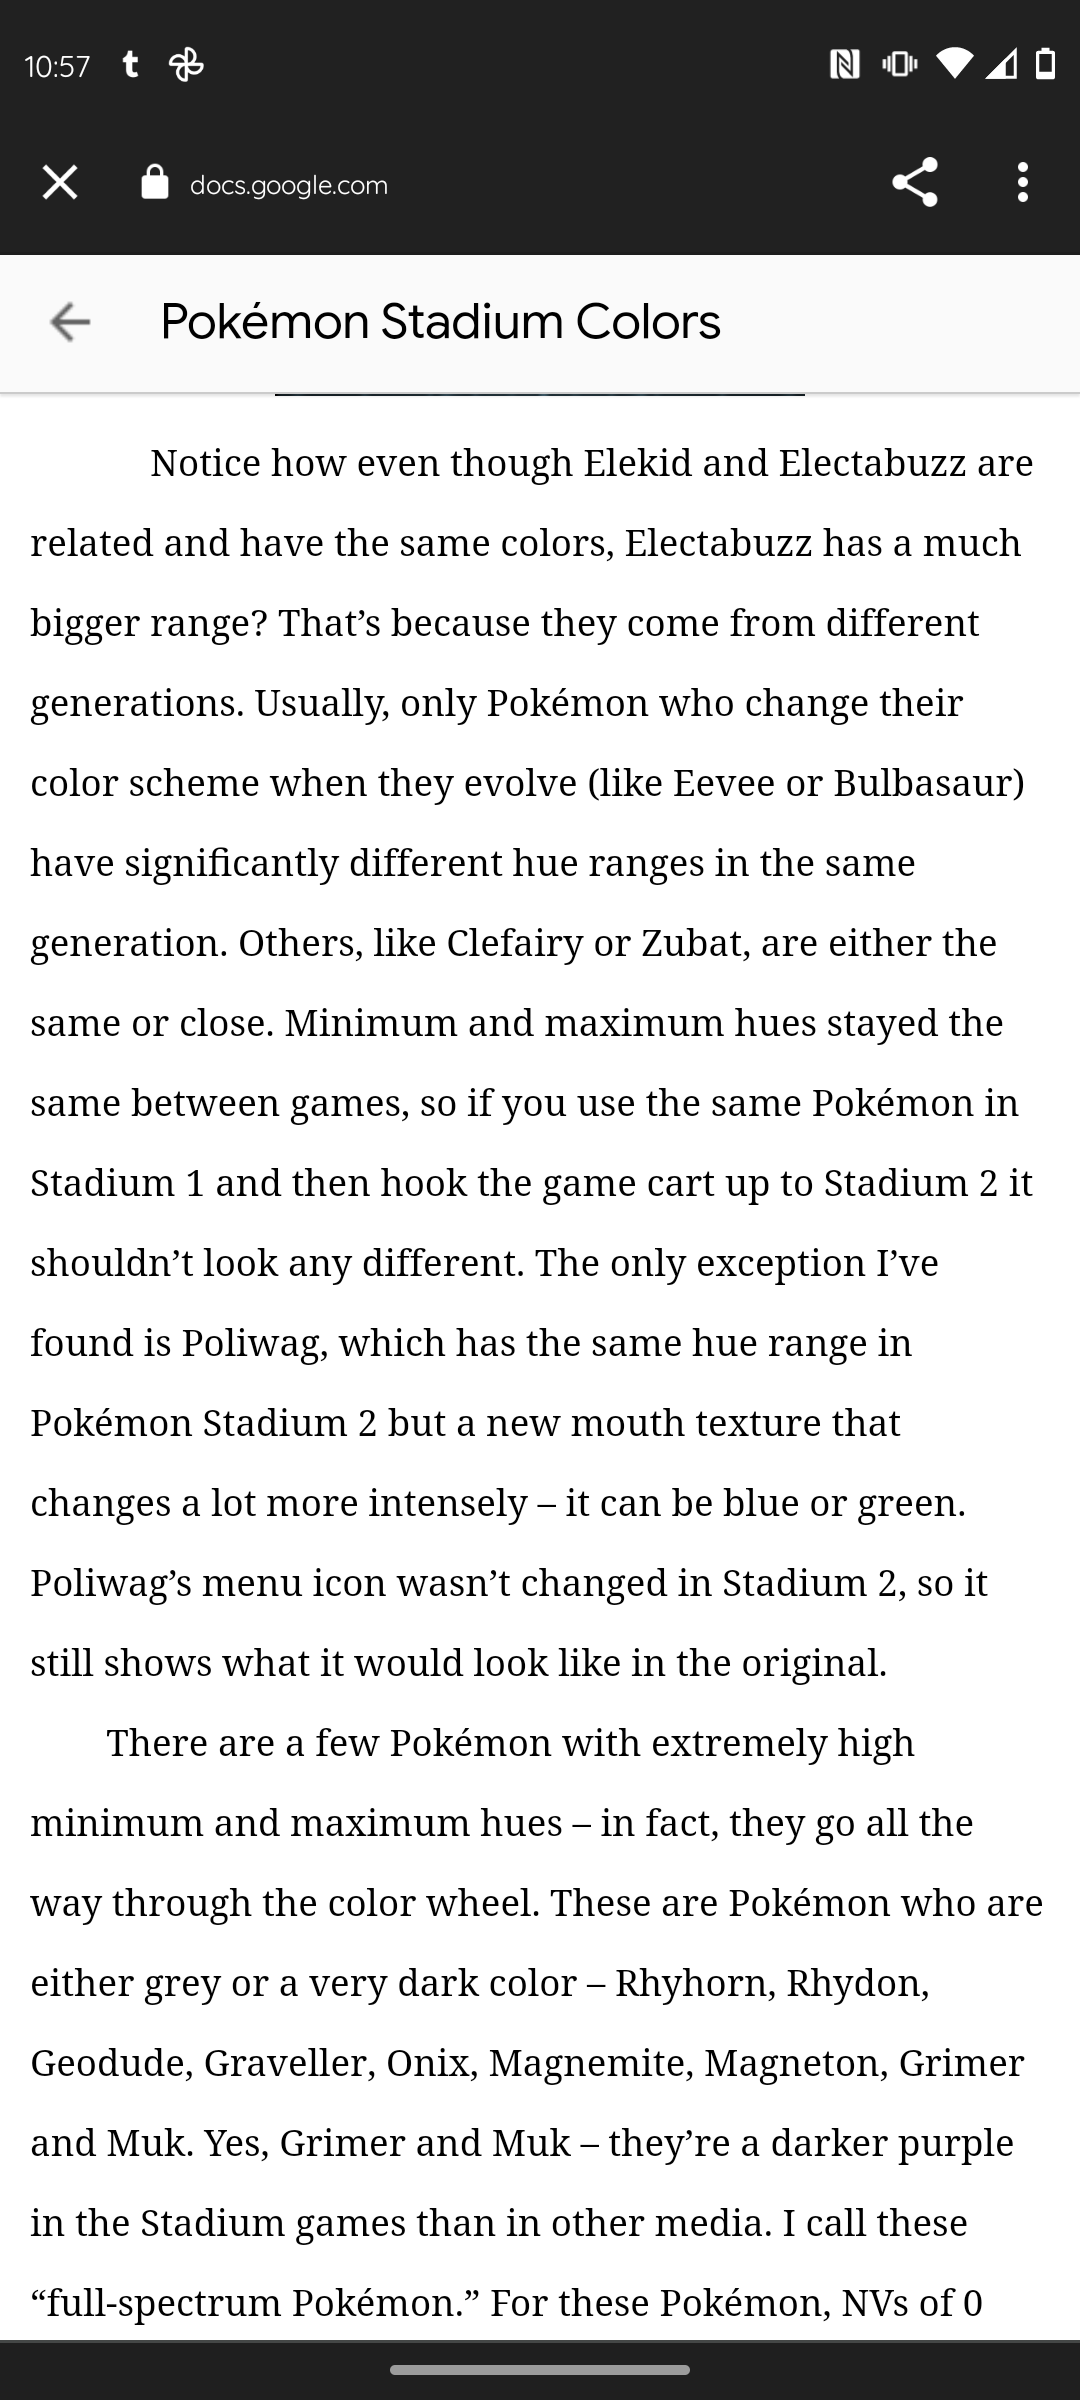 10:57
docs.google.com
Pokémon Stadium Colors
Notice how even though Elekid and Electabuzz are
related and have the same colors, Electabuzz has a much
bigger range? That’s because they come from different
generations. Usually, only Pokémon who change their
color scheme when they evolve (like Eevee or Bulbasaur)
have significantly different hue ranges in the same
generation. Others, like Clefairy or Zubat, are either the
same or close. Minimum and maximum hues stayed the
same between games, so if you use the same Pokémon in
Stadium 1 and then hook the game cart up to Stadium 2 it
shouldn’t look any different. The only exception I’ve
found is Poliwag, which has the same hue range in
Pokémon Stadium 2 but a new mouth texture that
changes a lot more intensely – it can be blue or green.
Poliwag’s menu icon wasn’t changed in Stadium 2, so it
still shows what it would look like in the original.
There are a few Pokémon with extremely high
minimum and maximum hues – in fact, they go all the
way through the color wheel. These are Pokémon who are
either grey or a very dark color – Rhyhorn, Rhydon,
Geodude, Graveller, Onix, Magnemite, Magneton, Grimer
and Muk. Yes, Grimer and Muk – they’re a darker purple
in the Stadium games than in other media. I call these
“full-spectrum Pokémon.” For these Pokémon, NVs of 0